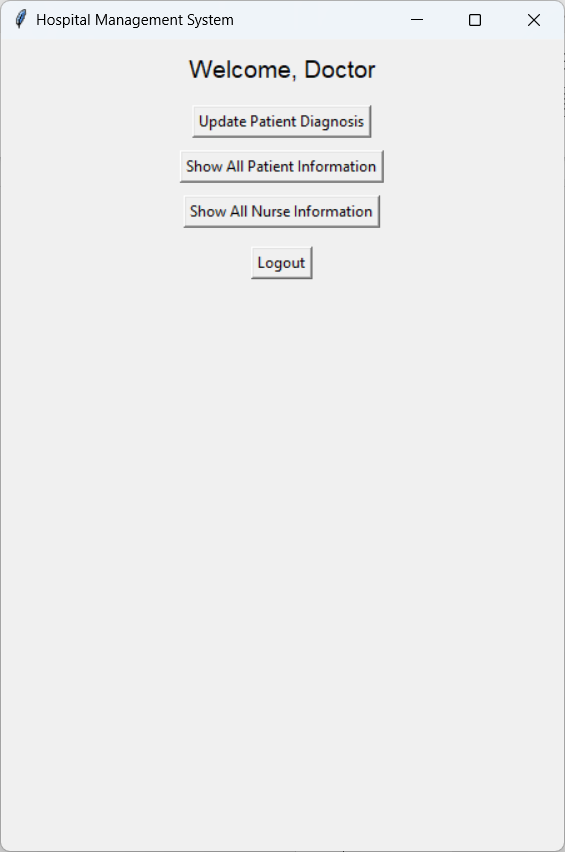 Hospital Management System
Welcome, Doctor
Update Patient Diagnosis
Show All Patient Information
Show All Nurse Information
Logout